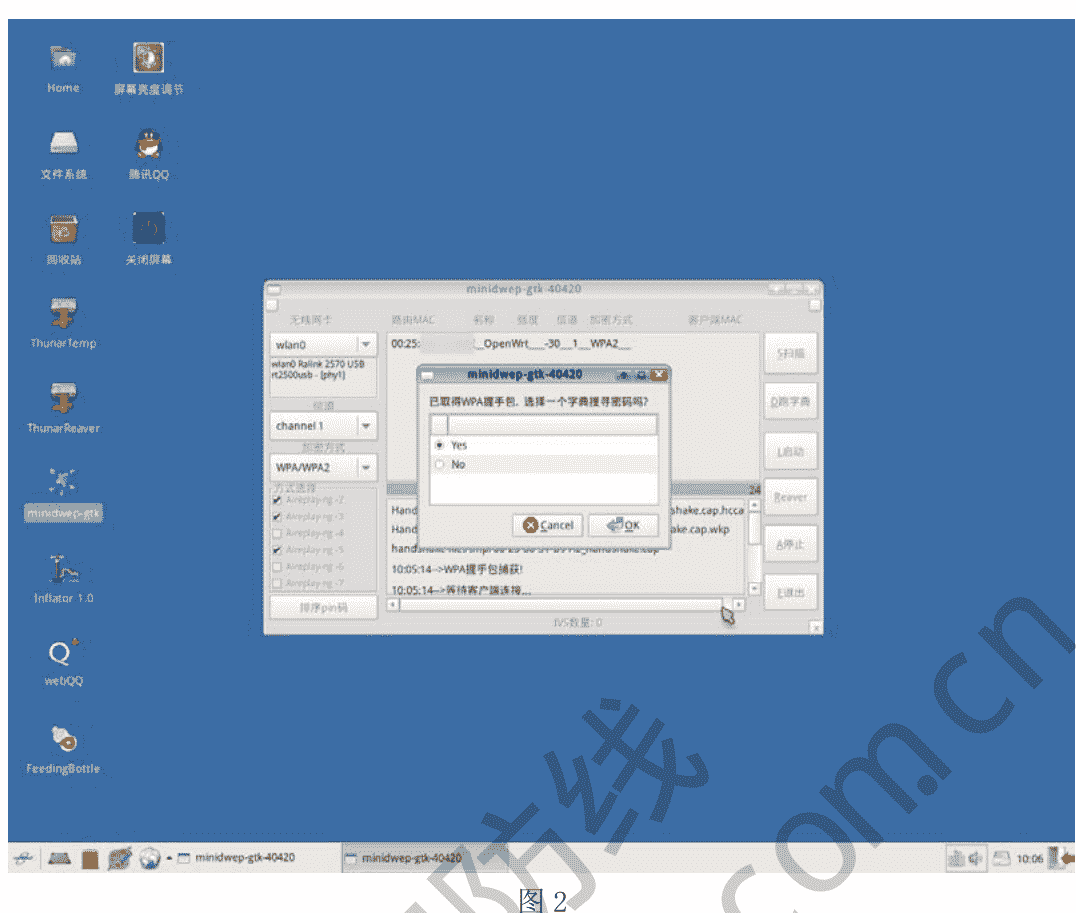 Home
屏幕亮度调节
文件系统
腾讯QQ
回收站
关闭屏幕
ThunarTemp
ThunarReaver
minidwep-gtk
Inflator 1.0
webQQ
FeedingBottle
minidwep-gtk-40420
无线网卡 路由MAC 名称 强度 信道 加密方式 客户端MAC
wlan0
wlan0 Ralink 2570 USB
rt2500usb - [phy1]
00:25: __OpenWrt___-30__1__WPA2__
信道
channel 1
加密方式
WPA/WPA2
方式选择
Aireplay-ng -2
Aireplay-ng -3
Aireplay-ng -4
Aireplay-ng -5
Aireplay-ng -6
Aireplay-ng -7
排序pin码
minidwep-gtk-40420
已取得WPA握手包, 选择一个字典搜寻密码吗?
Yes
No
Cancel
OK
24
Hand
shake.cap.hcca
Hand
ake.cap.wkp
10:05:14-->WPA握手包捕获!
10:05:14-->等待客户端连接...
IVS数量: 0
S扫描
D跑字典
L启动
Reaver
A停止
E退出
minidwep-gtk-40420
minidwep-gtk-40420
10:06
图 2
防线
com.cn